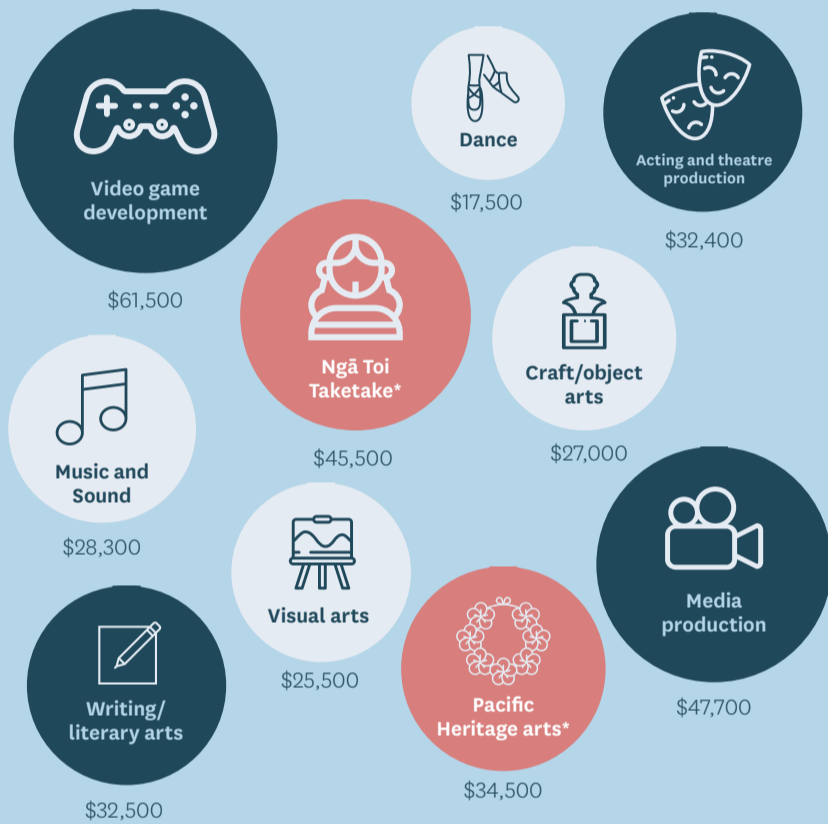 Video game
development
$61,500
Dance
$17,500
Acting and theatre
production
$32,400
Ngā Toi
Taketake*
$45,500
Craft/object
arts
$27,000
Music and
Sound
$28,300
Visual arts
$25,500
Media
production
$47,700
Writing/
literary arts
$32,500
Pacific
Heritage arts*
$34,500